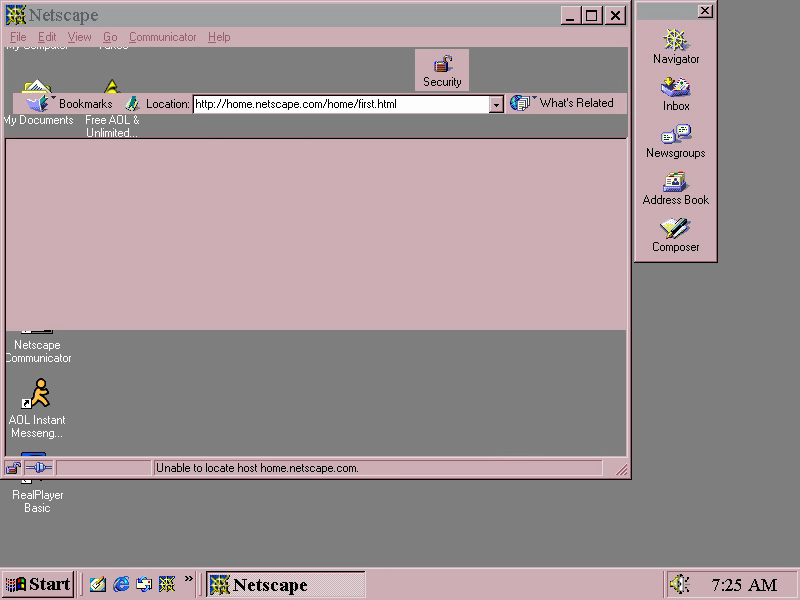 Netscape
File Edit View Go Communicator Help
My Computer
Security
Bookmarks Location: http://home.netscape.com/home/first.html What's Related
My Documents
Free AOL &
Unlimited...
Netscape
Communicator
AOL Instant
Messeng...
Unable to locate host home.netscape.com.
RealPlayer
Basic
Navigator
Inbox
Newsgroups
Address Book
Composer
Start
Netscape
7:25 AM